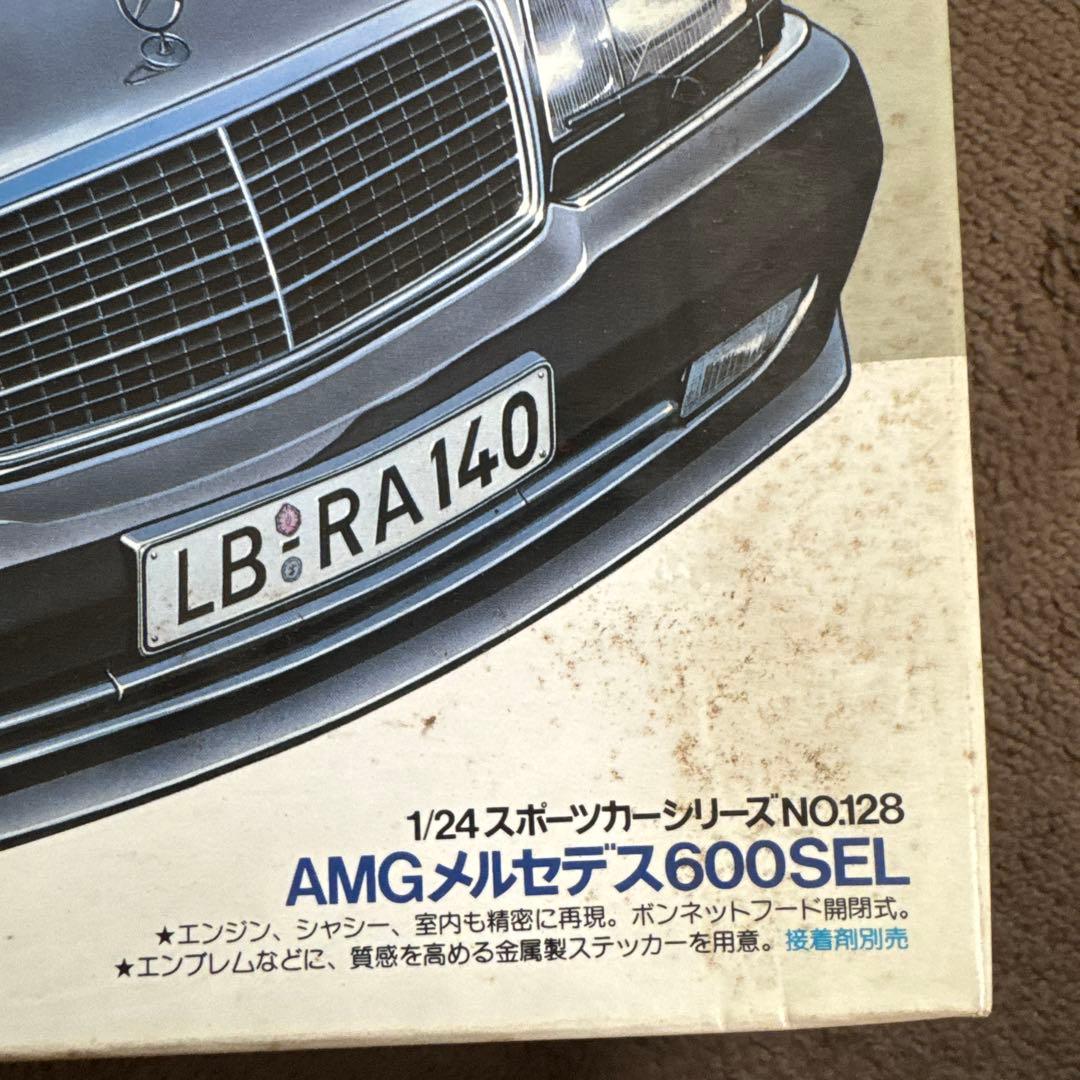 LB-RA140
1/24スポーツカーシリーズNO.128
AMGメルセデス600SEL
★エンジン、シャシー、室内も精密に再現。ボンネットフード開閉式。
★エンブレムなどに、質感を高める金属製ステッカーを用意。接着剤別売